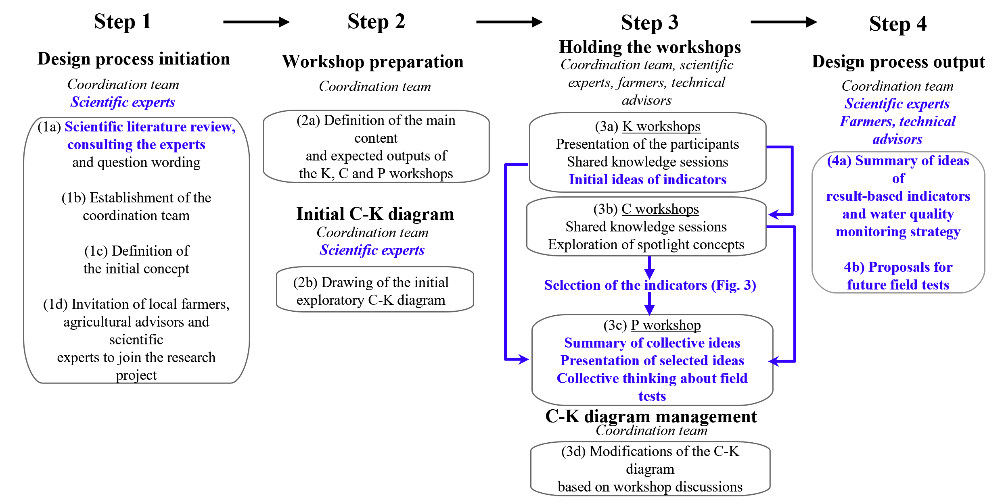 Step 1
Design process initiation
Coordination team
Scientific experts
(1a) Scientific literature review,
consulting the experts
and question wording
(1b) Establishment of the
coordination team
(1c) Definition of
the initial concept
(1d) Invitation of local farmers,
agricultural advisors and
scientific
experts to join the research
project
Step 2
Workshop preparation
Coordination team
(2a) Definition of the main
content
and expected outputs of
the K, C and P workshops
Initial C-K diagram
Coordination team
Scientific experts
(2b) Drawing of the initial
exploratory C-K diagram
Step 3
Holding the workshops
Coordination team, scientific
experts, farmers, technical
advisors
(3a) K workshops
Presentation of the participants
Shared knowledge sessions
Initial ideas of indicators
(3b) C workshops
Shared knowledge sessions
Exploration of spotlight concepts
Selection of the indicators (Fig. 3)
(3c) P workshop
Summary of collective ideas
Presentation of selected ideas
Collective thinking about field
tests
C-K diagram management
Coordination team
(3d) Modifications of the C-K
diagram
based on workshop discussions
Step 4
Design process output
Coordination team
Scientific experts
Farmers, technical
advisors
(4a) Summary of ideas
of
result-based indicators
and water quality
monitoring strategy
4b) Proposals for
future field tests